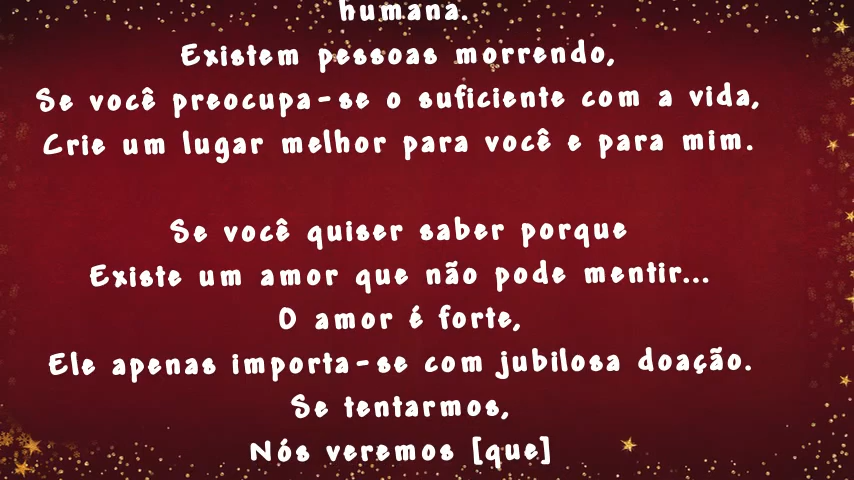 humana.
Existem pessoas morrendo,
Se você preocupa-se o suficiente com a vida,
Crie um lugar melhor para você e para mim.
Se você quiser saber porque
Existe um amor que não pode mentir...
O amor é forte,
Ele apenas importa-se com jubilosa doação.
Se tentarmos,
Nós veremos [que]